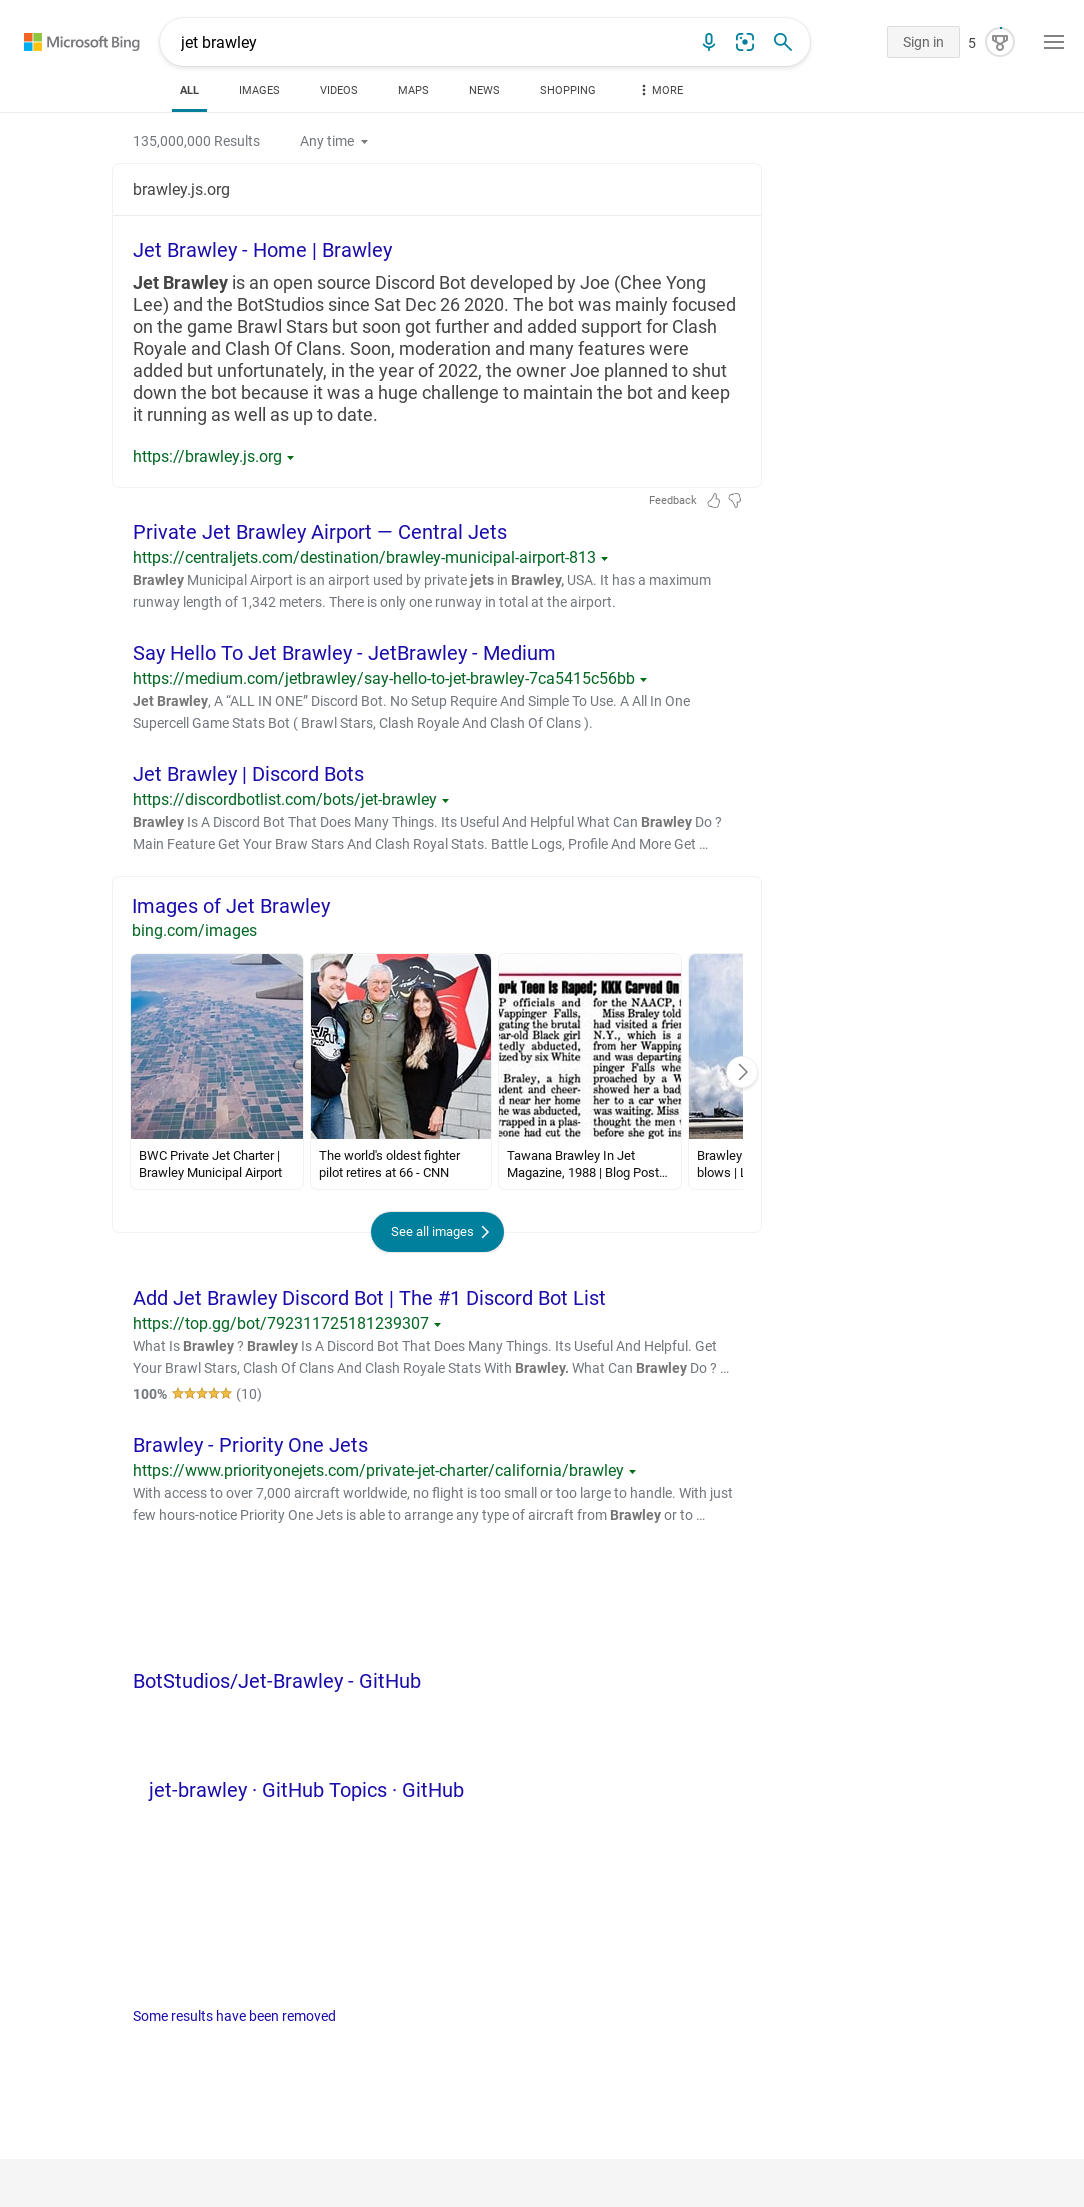 Microsoft Bing
jet brawley
Sign in
5
ALL
IMAGES
VIDEOS
MAPS
NEWS
SHOPPING
MORE
135,000,000 Results
Any time
brawley.js.org
Jet Brawley - Home | Brawley
Jet Brawley is an open source Discord Bot developed by Joe (Chee Yong
Lee) and the BotStudios since Sat Dec 26 2020. The bot was mainly focused
on the game Brawl Stars but soon got further and added support for Clash
Royale and Clash Of Clans. Soon, moderation and many features were
added but unfortunately, in the year of 2022, the owner Joe planned to shut
down the bot because it was a huge challenge to maintain the bot and keep
it running as well as up to date.
https://brawley.js.org
Feedback
Private Jet Brawley Airport — Central Jets
https://centraljets.com/destination/brawley-municipal-airport-813
Brawley Municipal Airport is an airport used by private jets in Brawley, USA. It has a maximum
runway length of 1,342 meters. There is only one runway in total at the airport.
Say Hello To Jet Brawley - JetBrawley - Medium
https://medium.com/jetbrawley/say-hello-to-jet-brawley-7ca5415c56bb
Jet Brawley, A “ALL IN ONE” Discord Bot. No Setup Require And Simple To Use. A All In One
Supercell Game Stats Bot ( Brawl Stars, Clash Royale And Clash Of Clans ).
Jet Brawley | Discord Bots
https://discordbotlist.com/bots/jet-brawley
Brawley Is A Discord Bot That Does Many Things. Its Useful And Helpful What Can Brawley Do ?
Main Feature Get Your Braw Stars And Clash Royal Stats. Battle Logs, Profile And More Get ...
Images of Jet Brawley
bing.com/images
ork Teen Is Raped; KKK Carved On
P officials and
Wappinger Falls,
gating the brutal
ear-old Black girl
tedly abducted,
ized by six White
Braley, a high
udent and cheer-
d near her home
he was abducted,
wrapped in a plas-
eone had cut the
for the NAACP, t
Miss Braley told
had visited a frien
N.Y., which is a
from her Wapping
and was departing
pinger Falls whe
proached by a W
showed her a bad
her to a car when
was waiting. Miss
thought the men
before she got ins
BWC Private Jet Charter |
Brawley Municipal Airport
The world's oldest fighter
pilot retires at 66 - CNN
Tawana Brawley In Jet
Magazine, 1988 | Blog Post...
Brawley
blows | L
See all images
Add Jet Brawley Discord Bot | The #1 Discord Bot List
https://top.gg/bot/792311725181239307
What Is Brawley ? Brawley Is A Discord Bot That Does Many Things. Its Useful And Helpful. Get
Your Brawl Stars, Clash Of Clans And Clash Royale Stats With Brawley. What Can Brawley Do ? ...
100% (10)
Brawley - Priority One Jets
https://www.priorityonejets.com/private-jet-charter/california/brawley
With access to over 7,000 aircraft worldwide, no flight is too small or too large to handle. With just
few hours-notice Priority One Jets is able to arrange any type of aircraft from Brawley or to ...
BotStudios/Jet-Brawley - GitHub
jet-brawley · GitHub Topics · GitHub
Some results have been removed